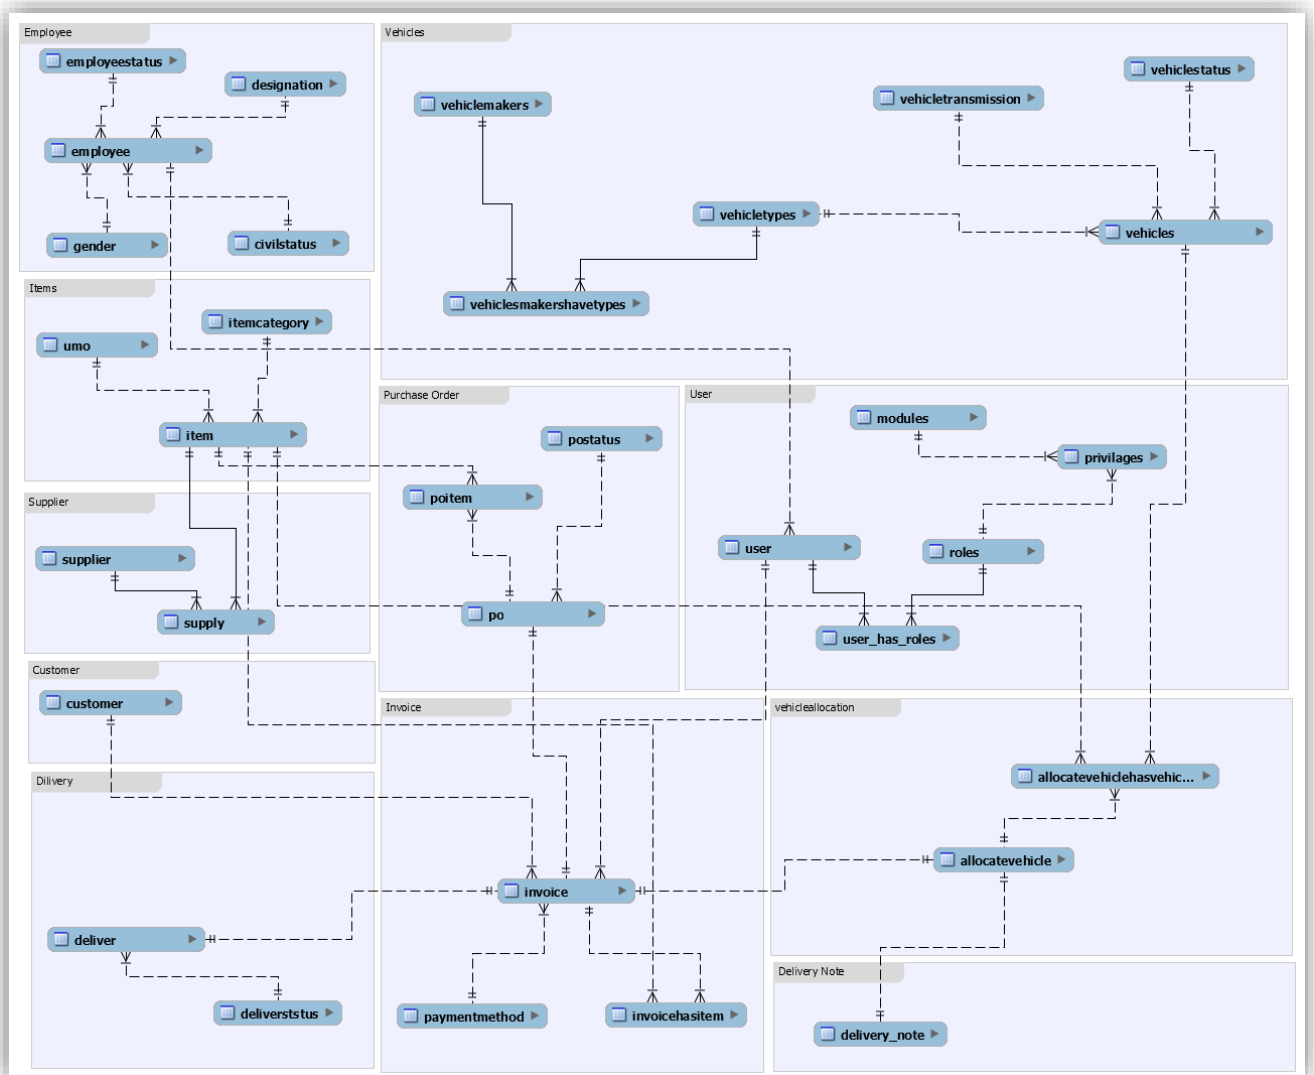 Employee
employeestatus
designation
employee
gender
civilstatus
Vehicles
vehiclemakers
vehicletransmission
vehiclestatus
vehicletypes
vehicles
vehiclesmakershavetypes
Items
umo
itemcategory
item
Supplier
supplier
supply
Purchase Order
postatus
poitem
po
User
modules
privilages
user
roles
user_has_roles
Customer
customer
Dilivery
deliver
deliverststus
Invoice
invoice
paymentmethod
invoicehasitem
vehicleallocation
allocatevehiclehasvehic...
allocatevehicle
Delivery Note
delivery_note